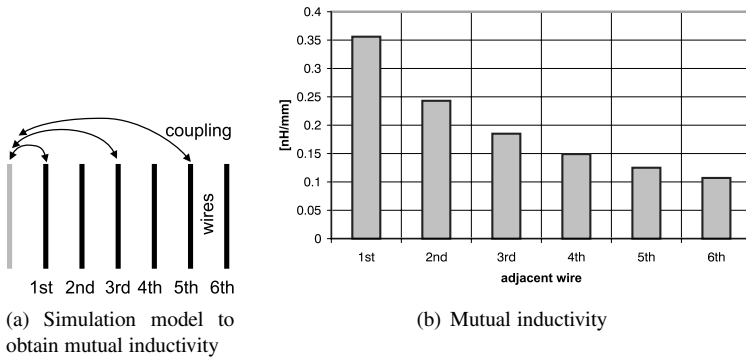 coupling
wires
1st 2nd 3rd 4th 5th 6th
(a) Simulation model to
obtain mutual inductivity
0.4
0.35
0.3
0.25
0.2
0.15
0.1
0.05
0
[nH/mm]
1st 2nd 3rd 4th 5th 6th
adjacent wire
(b) Mutual inductivity